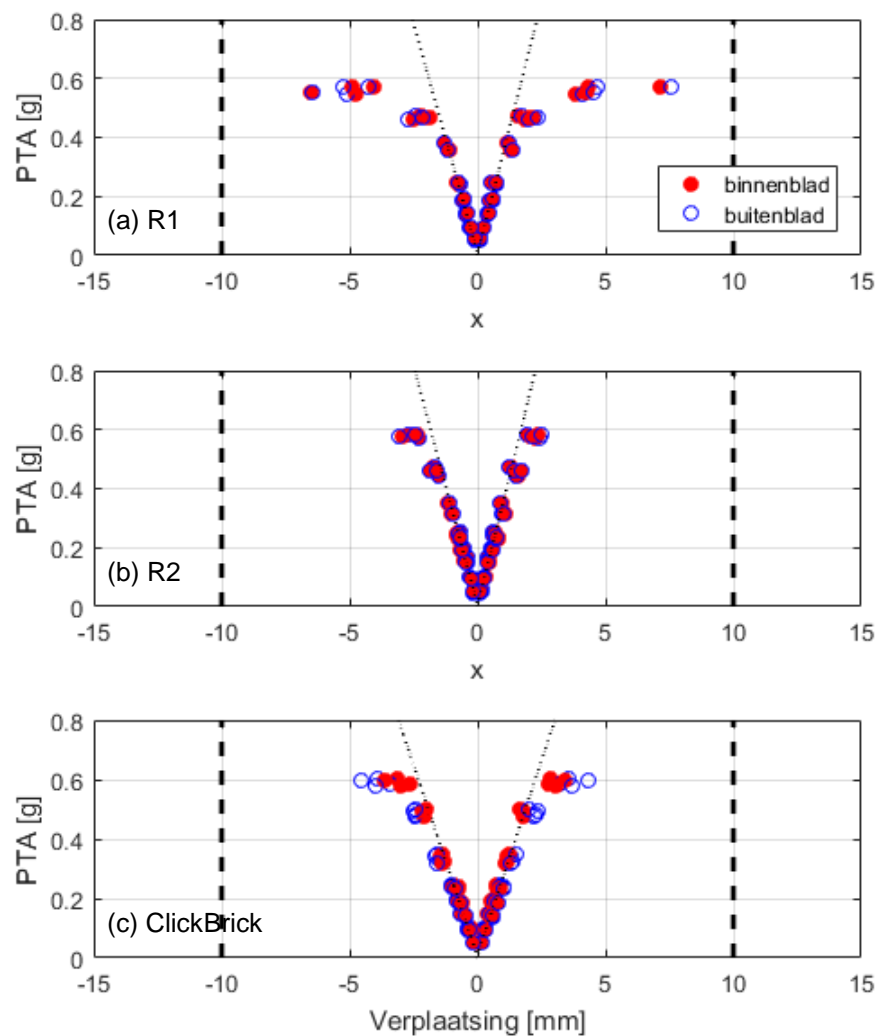 0.8
0.6
0.4
0.2
0
PTA [g]
(a) R1
binnenblad
buitenblad
-15 -10 -5 0 5 10 15
x
0.8
0.6
0.4
0.2
0
PTA [g]
(b) R2
-15 -10 -5 0 5 10 15
x
0.8
0.6
0.4
0.2
0
PTA [g]
(c) ClickBrick
-15 -10 -5 0 5 10 15
Verplaatsing [mm]